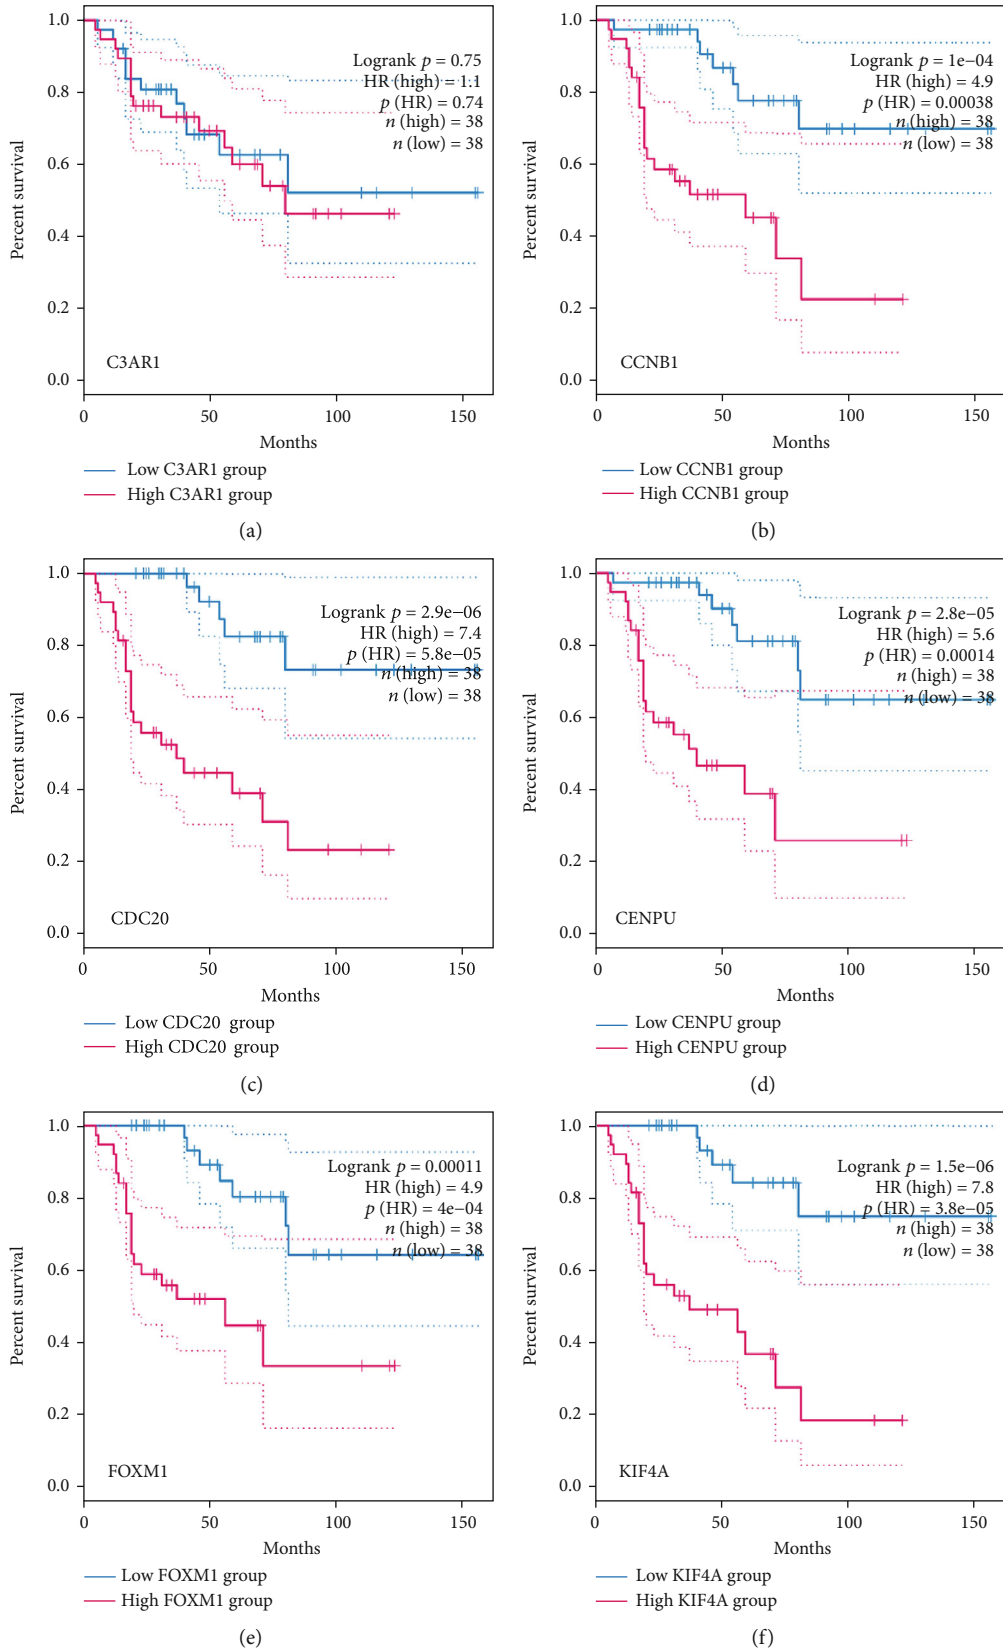 1.0
0.8
0.6
0.4
0.2
0.0
Percent survival
Logrank p = 0.75
HR (high) = 1.1
p (HR) = 0.74
n (high) = 38
n (low) = 38
C3AR1
0 50 100 150
Months
Low C3AR1 group
High C3AR1 group
(a)
1.0
0.8
0.6
0.4
0.2
0.0
Percent survival
Logrank p = 1e−04
HR (high) = 4.9
p (HR) = 0.00038
n (high) = 38
n (low) = 38
CCNB1
0 50 100 150
Months
Low CCNB1 group
High CCNB1 group
(b)
1.0
0.8
0.6
0.4
0.2
0.0
Percent survival
Logrank p = 2.9e−06
HR (high) = 7.4
p (HR) = 5.8e−05
n (high) = 38
n (low) = 38
CDC20
0 50 100 150
Months
Low CDC20 group
High CDC20 group
(c)
1.0
0.8
0.6
0.4
0.2
0.0
Percent survival
Logrank p = 2.8e−05
HR (high) = 5.6
p (HR) = 0.00014
n (high) = 38
n (low) = 38
CENPU
0 50 100 150
Months
Low CENPU group
High CENPU group
(d)
1.0
0.8
0.6
0.4
0.2
0.0
Percent survival
Logrank p = 0.00011
HR (high) = 4.9
p (HR) = 4e−04
n (high) = 38
n (low) = 38
FOXM1
0 50 100 150
Months
Low FOXM1 group
High FOXM1 group
(e)
1.0
0.8
0.6
0.4
0.2
0.0
Percent survival
Logrank p = 1.5e−06
HR (high) = 7.8
p (HR) = 3.8e−05
n (high) = 38
n (low) = 38
KIF4A
0 50 100 150
Months
Low KIF4A group
High KIF4A group
(f)